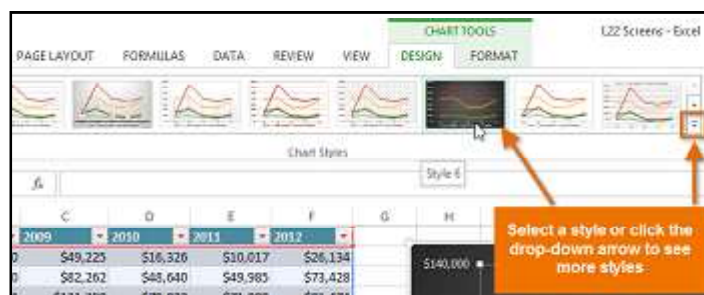 CHART TOOLS
L22 Screens - Excel
PAGE LAYOUT FORMULAS DATA REVIEW VIEW DESIGN FORMAT
Chart Styles
Style 6
fx
C D E F G H
2009 2010 2011 2012
$49,225 $16,326 $10,017 $26,134
$82,262 $48,640 $49,985 $73,428
$140,000
Select a style or click the
drop-down arrow to see
more styles